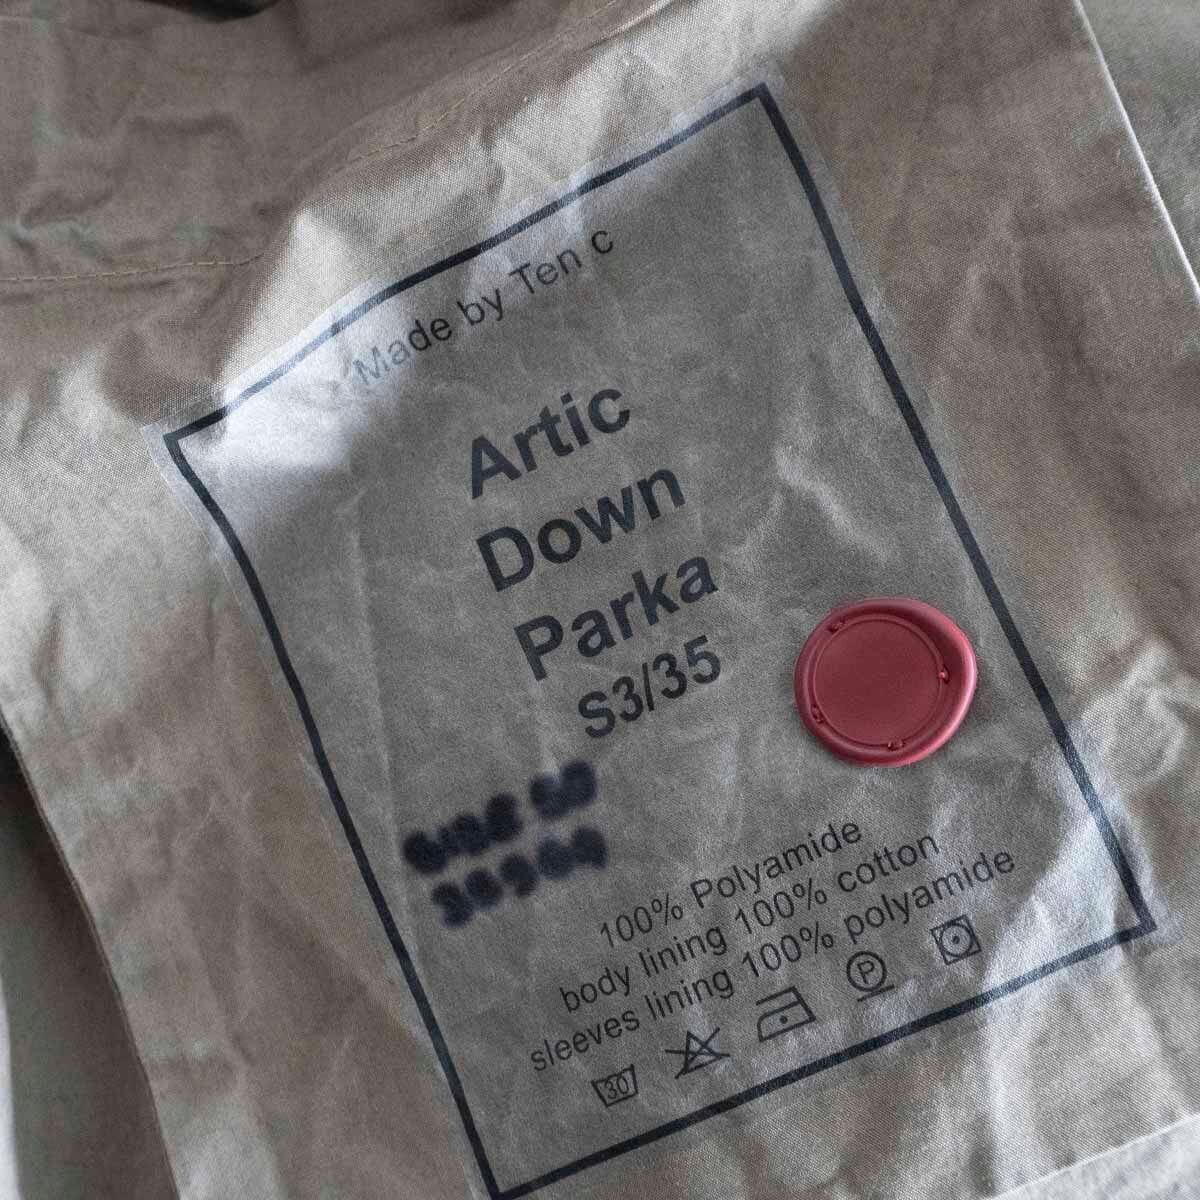 Made by Ten c
Artic
Down
Parka
S3/35
100% Polyamide
body lining 100% cotton
sleeves lining 100% polyamide
30
P